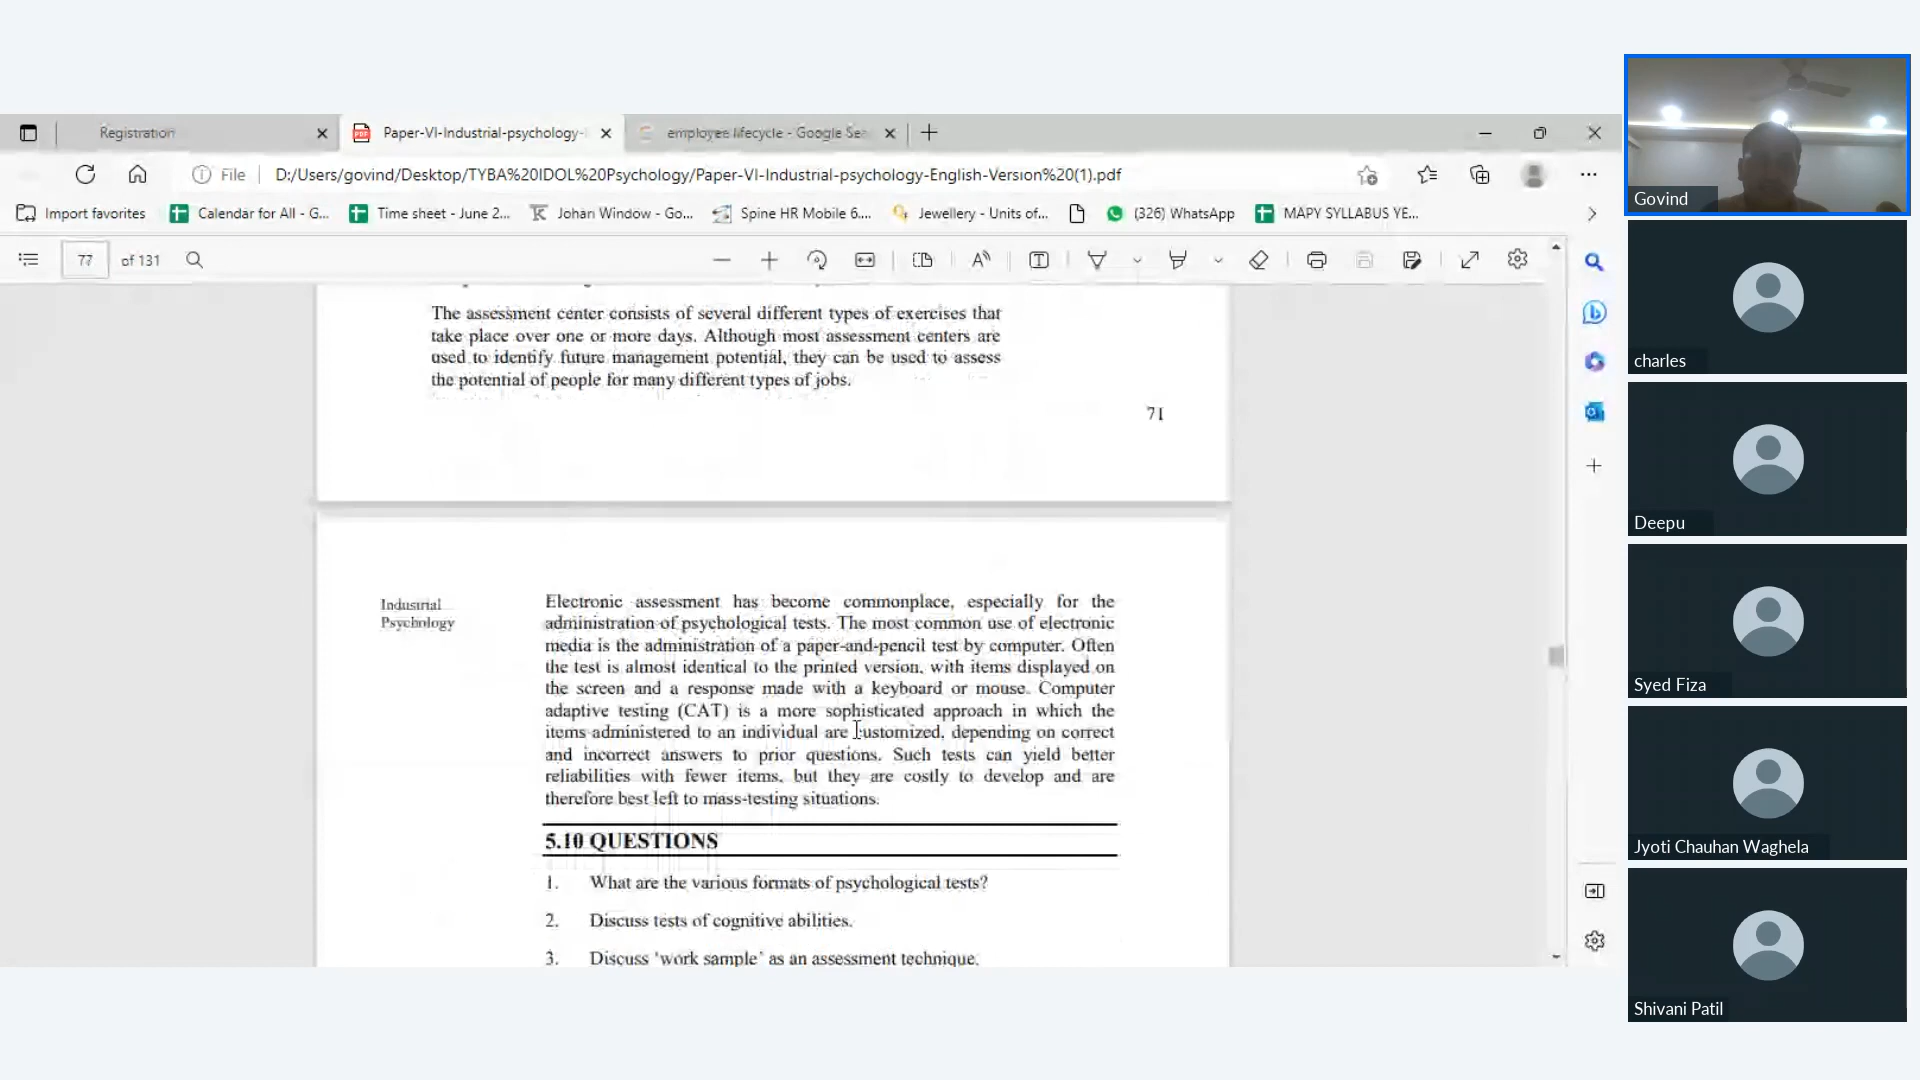 Registration
Paper-VI-Industrial-psychology-
employee lifecycle - Google Se
File
D:/Users/govind/Desktop/TYBA%20IDOL%20Psychology/Paper-VI-Industrial-psychology-English-Version%20(1).pdf
Import favorites
Calendar for All - G...
Time sheet - June 2...
Johan Window - Go...
Spine HR Mobile 6....
Jewellery - Units of...
(326) WhatsApp
MAPY SYLLABUS YE...
77 of 131
The assessment center consists of several different types of exercises that
take place over one or more days. Although most assessment centers are
used to identify future management potential, they can be used to assess
the potential of people for many different types of jobs.
71
Industrial
Psychology
Electronic assessment has become commonplace, especially for the
administration of psychological tests. The most common use of electronic
media is the administration of a paper-and-pencil test by computer. Often
the test is almost identical to the printed version, with items displayed on
the screen and a response made with a keyboard or mouse. Computer
adaptive testing (CAT) is a more sophisticated approach in which the
items administered to an individual are customized, depending on correct
and incorrect answers to prior questions. Such tests can yield better
reliabilities with fewer items, but they are costly to develop and are
therefore best left to mass-testing situations.
5.10 QUESTIONS
1. What are the various formats of psychological tests?
2. Discuss tests of cognitive abilities.
3. Discuss ‘work sample’ as an assessment technique.
Govind
charles
Deepu
Syed Fiza
Jyoti Chauhan Waghela
Shivani Patil